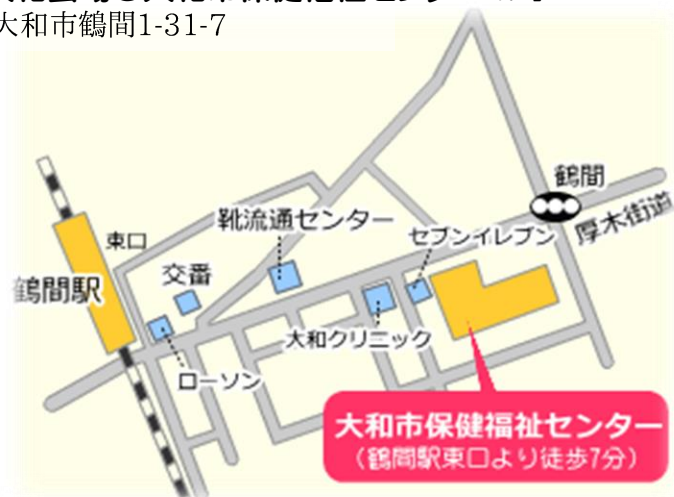 大和市鶴間1-31-7
鶴間
厚木街道
靴流通センター
セブンイレブン
東口
交番
鶴間駅
大和クリニック
ローソン
大和市保健福祉センター
（鶴間駅東口より徒歩7分）